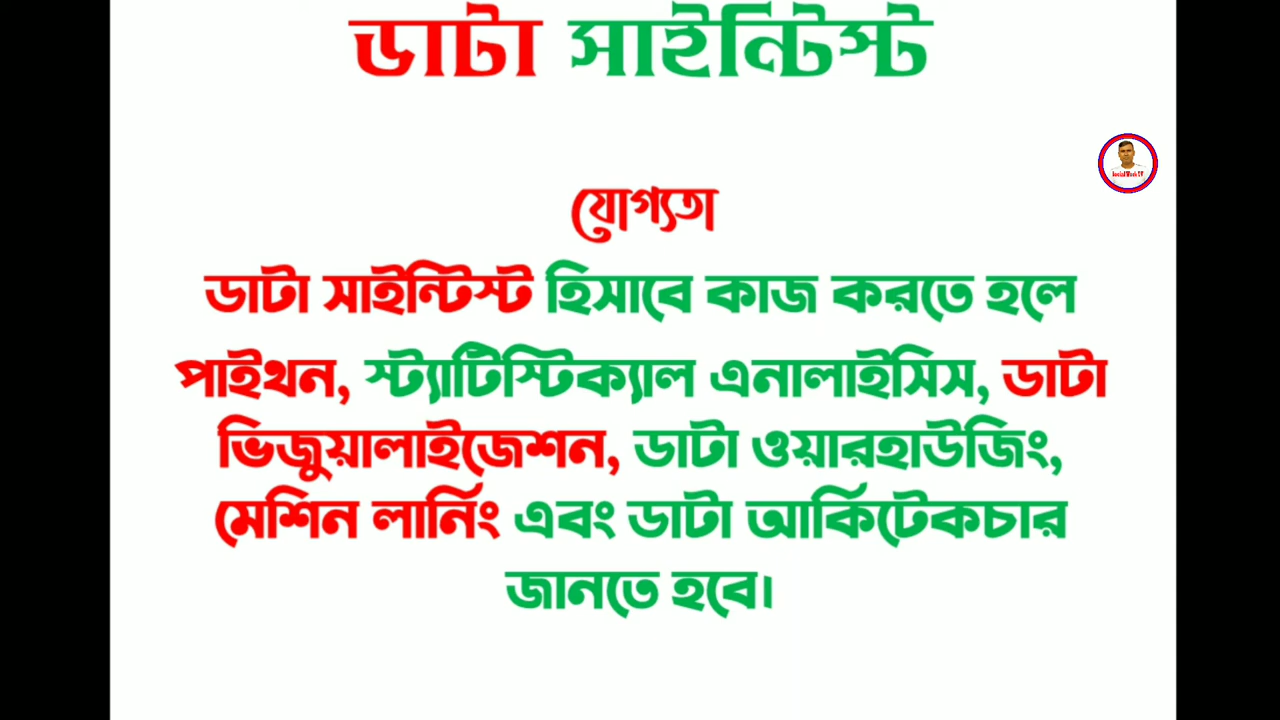 ডাটা সাইন্টিস্ট
যোগ্যতা
ডাটা সাইন্টিস্ট হিসাবে কাজ করতে হলে
পাইথন, স্ট্যাটিস্টিক্যাল এনালাইসিস, ডাটা
ভিজুয়ালাইজেশন, ডাটা ওয়ারহাউজিং,
মেশিন লার্নিং এবং ডাটা আর্কিটেকচার
জানতে হবে।